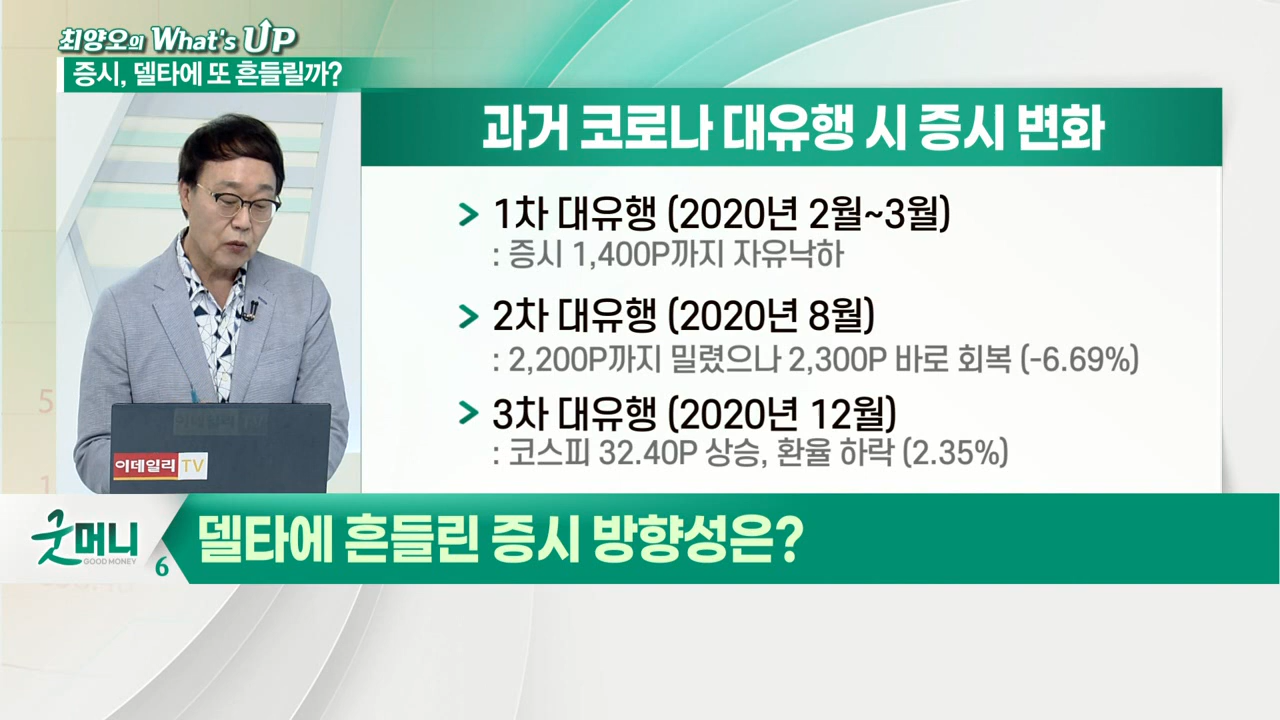 최양오의 What's UP
증시, 델타에 또 흔들릴까?
과거 코로나 대유행 시 증시 변화
> 1차 대유행 (2020년 2월~3월)
: 증시 1,400P까지 자유낙하
> 2차 대유행 (2020년 8월)
: 2,200P까지 밀렸으나 2,300P 바로 회복 (-6.69%)
> 3차 대유행 (2020년 12월)
: 코스피 32.40P 상승, 환율 하락 (2.35%)
이데일리TV
이데일리 TV
굿머니
GOOD MONEY
6
델타에 흔들린 증시 방향성은?